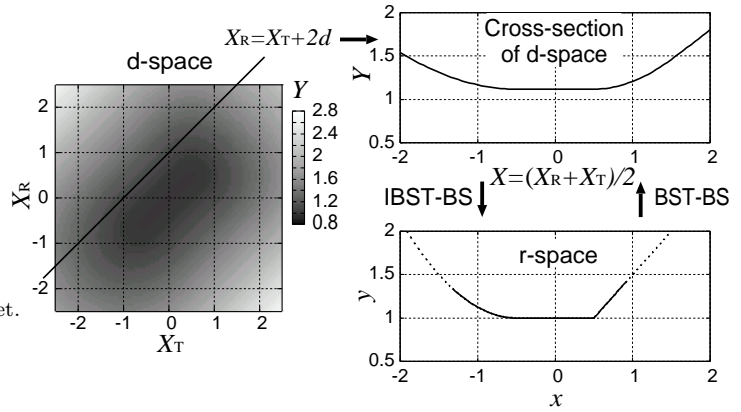 XR=XT+2d
d-space
Y
2.8
2.4
2
1.6
1.2
0.8
2
1
0
-1
-2
XR
-2 -1 0 1 2
XT
et.
Cross-section
of d-space
Y
2
1.5
1
0.5
-2 -1 0 1 2
X=(XR+XT)/2
IBST-BS
BST-BS
r-space
y
2
1.5
1
0.5
-2 -1 0 1 2
x